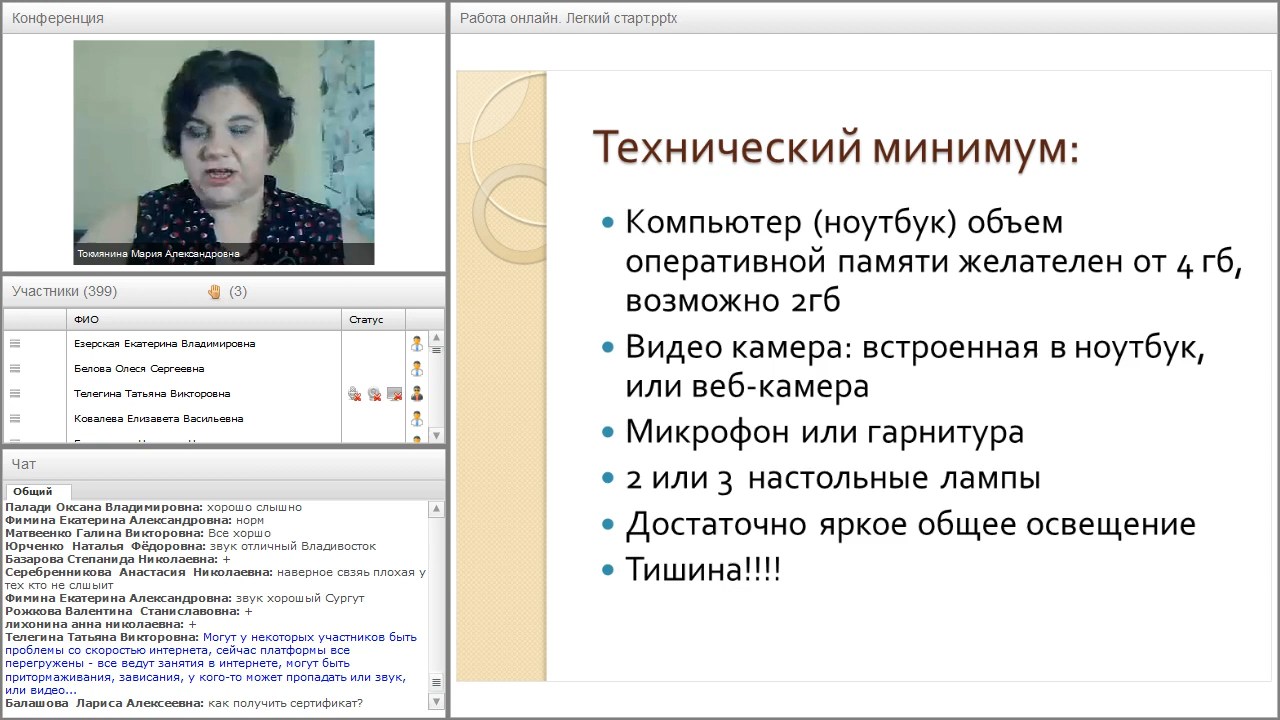 Конференция
Токмянина Мария Александровна
Участники (399)
(3)
ФИО
Статус
Езерская Екатерина Владимировна
Белова Олеся Сергеевна
Телегина Татьяна Викторовна
Ковалева Елизавета Васильевна
Чат
Общий
Палади Оксана Владимировна: хорошо слышно
Фимина Екатерина Александровна: норм
Матвеенко Галина Викторовна: Все хоршо
Юрченко Наталья Фёдоровна: звук отличный Владивосток
Базарова Степанида Николаевна: +
Серебренникова Анастасия Николаевна: наверное свзяь плохая у
тех кто не слшыит
Фимина Екатерина Александровна: звук хорошый Сургут
Рожкова Валентина Станиславовна: +
лихонина анна николаевна: +
Телегина Татьяна Викторовна: Могут у некоторых участников быть
проблемы со скоростью интернета, сейчас платформы все
перегружены - все ведут занятия в интернете, могут быть
притормаживания, зависания, у кого-то может пропадать или звук,
или видео...
Балашова Лариса Алексеевна: как получить сертификат?
Работа онлайн. Легкий старт.pptx
Технический минимум:
• Компьютер (ноутбук) объем
оперативной памяти желателен от 4 гб,
возможно 2гб
• Видео камера: встроенная в ноутбук,
или веб-камера
• Микрофон или гарнитура
• 2 или 3 настольные лампы
• Достаточно яркое общее освещение
• Тишина!!!!